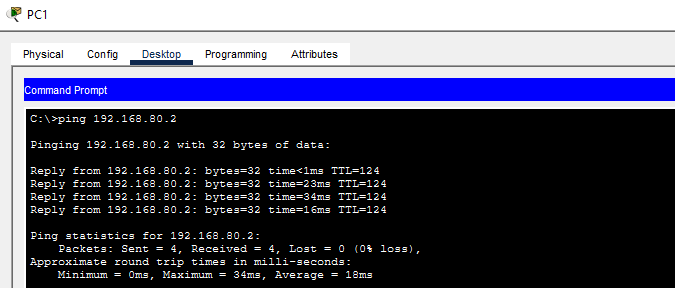 PC1
Physical Config Desktop Programming Attributes
Command Prompt
C:\>ping 192.168.80.2
Pinging 192.168.80.2 with 32 bytes of data:
Reply from 192.168.80.2: bytes=32 time<1ms TTL=124
Reply from 192.168.80.2: bytes=32 time=23ms TTL=124
Reply from 192.168.80.2: bytes=32 time=34ms TTL=124
Reply from 192.168.80.2: bytes=32 time=16ms TTL=124
Ping statistics for 192.168.80.2:
Packets: Sent = 4, Received = 4, Lost = 0 (0% loss),
Approximate round trip times in milli-seconds:
Minimum = 0ms, Maximum = 34ms, Average = 18ms